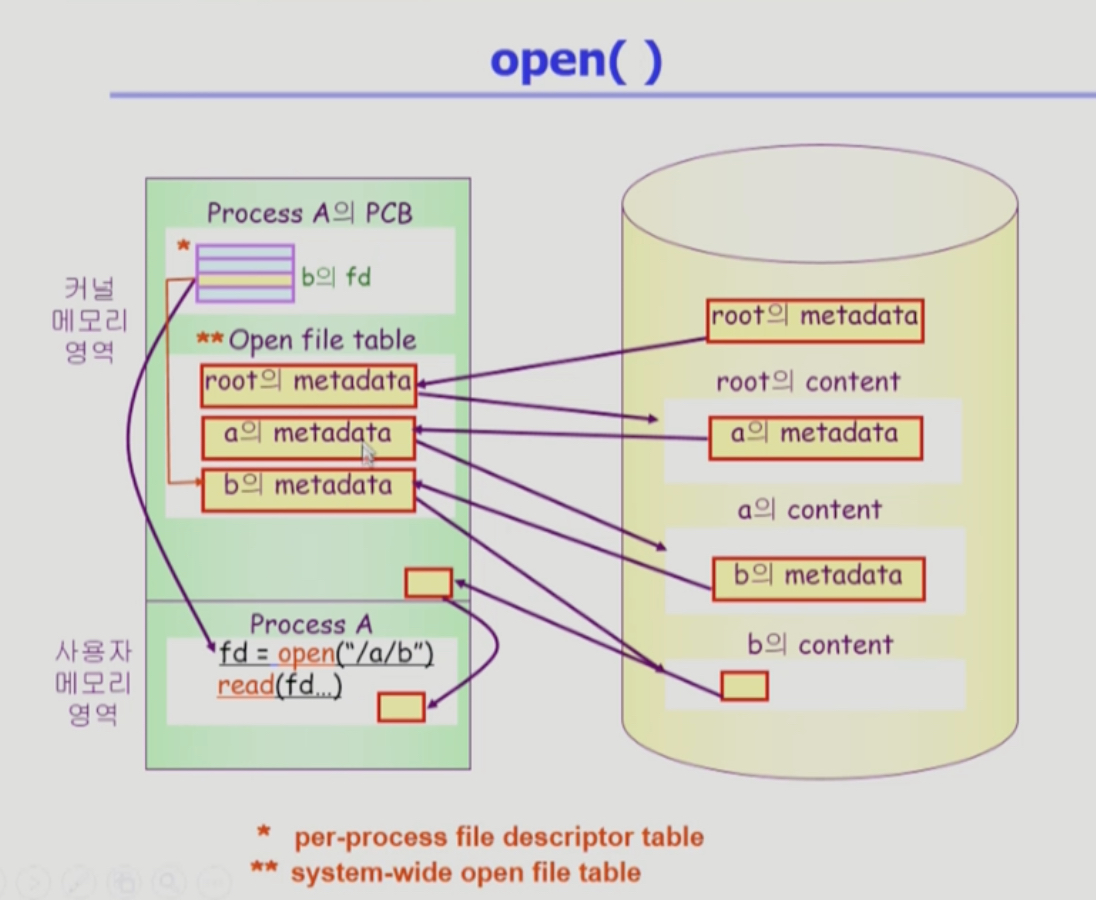 open( )
Process A의 PCB
*
b의 fd
커널
메모리
영역
** Open file table
root의 metadata
a의 metadata
b의 metadata
root의 metadata
root의 content
a의 metadata
a의 content
b의 metadata
b의 content
사용자
메모리
영역
Process A
fd = open("/a/b")
read(fd...)
* per-process file descriptor table
** system-wide open file table